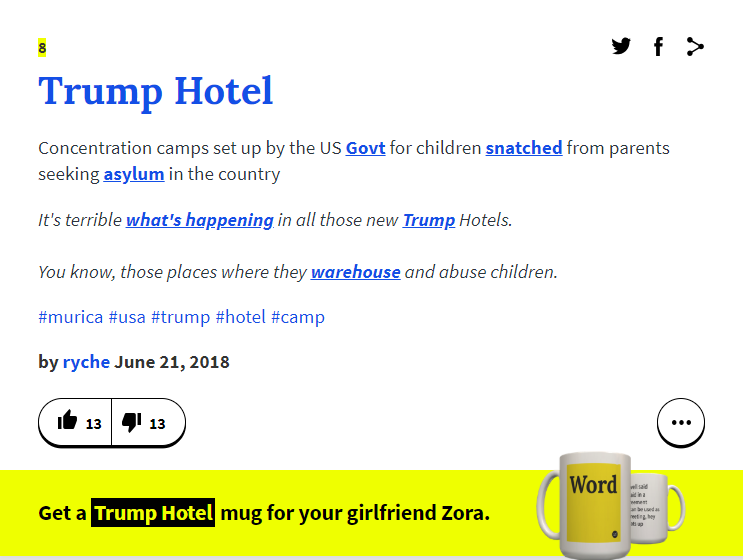 8
Trump Hotel
Concentration camps set up by the US Govt for children snatched from parents
seeking asylum in the country
It's terrible what's happening in all those new Trump Hotels.
You know, those places where they warehouse and abuse children.
#murica #usa #trump #hotel #camp
by ryche June 21, 2018
13 13
Get a Trump Hotel mug for your girlfriend Zora.
Word